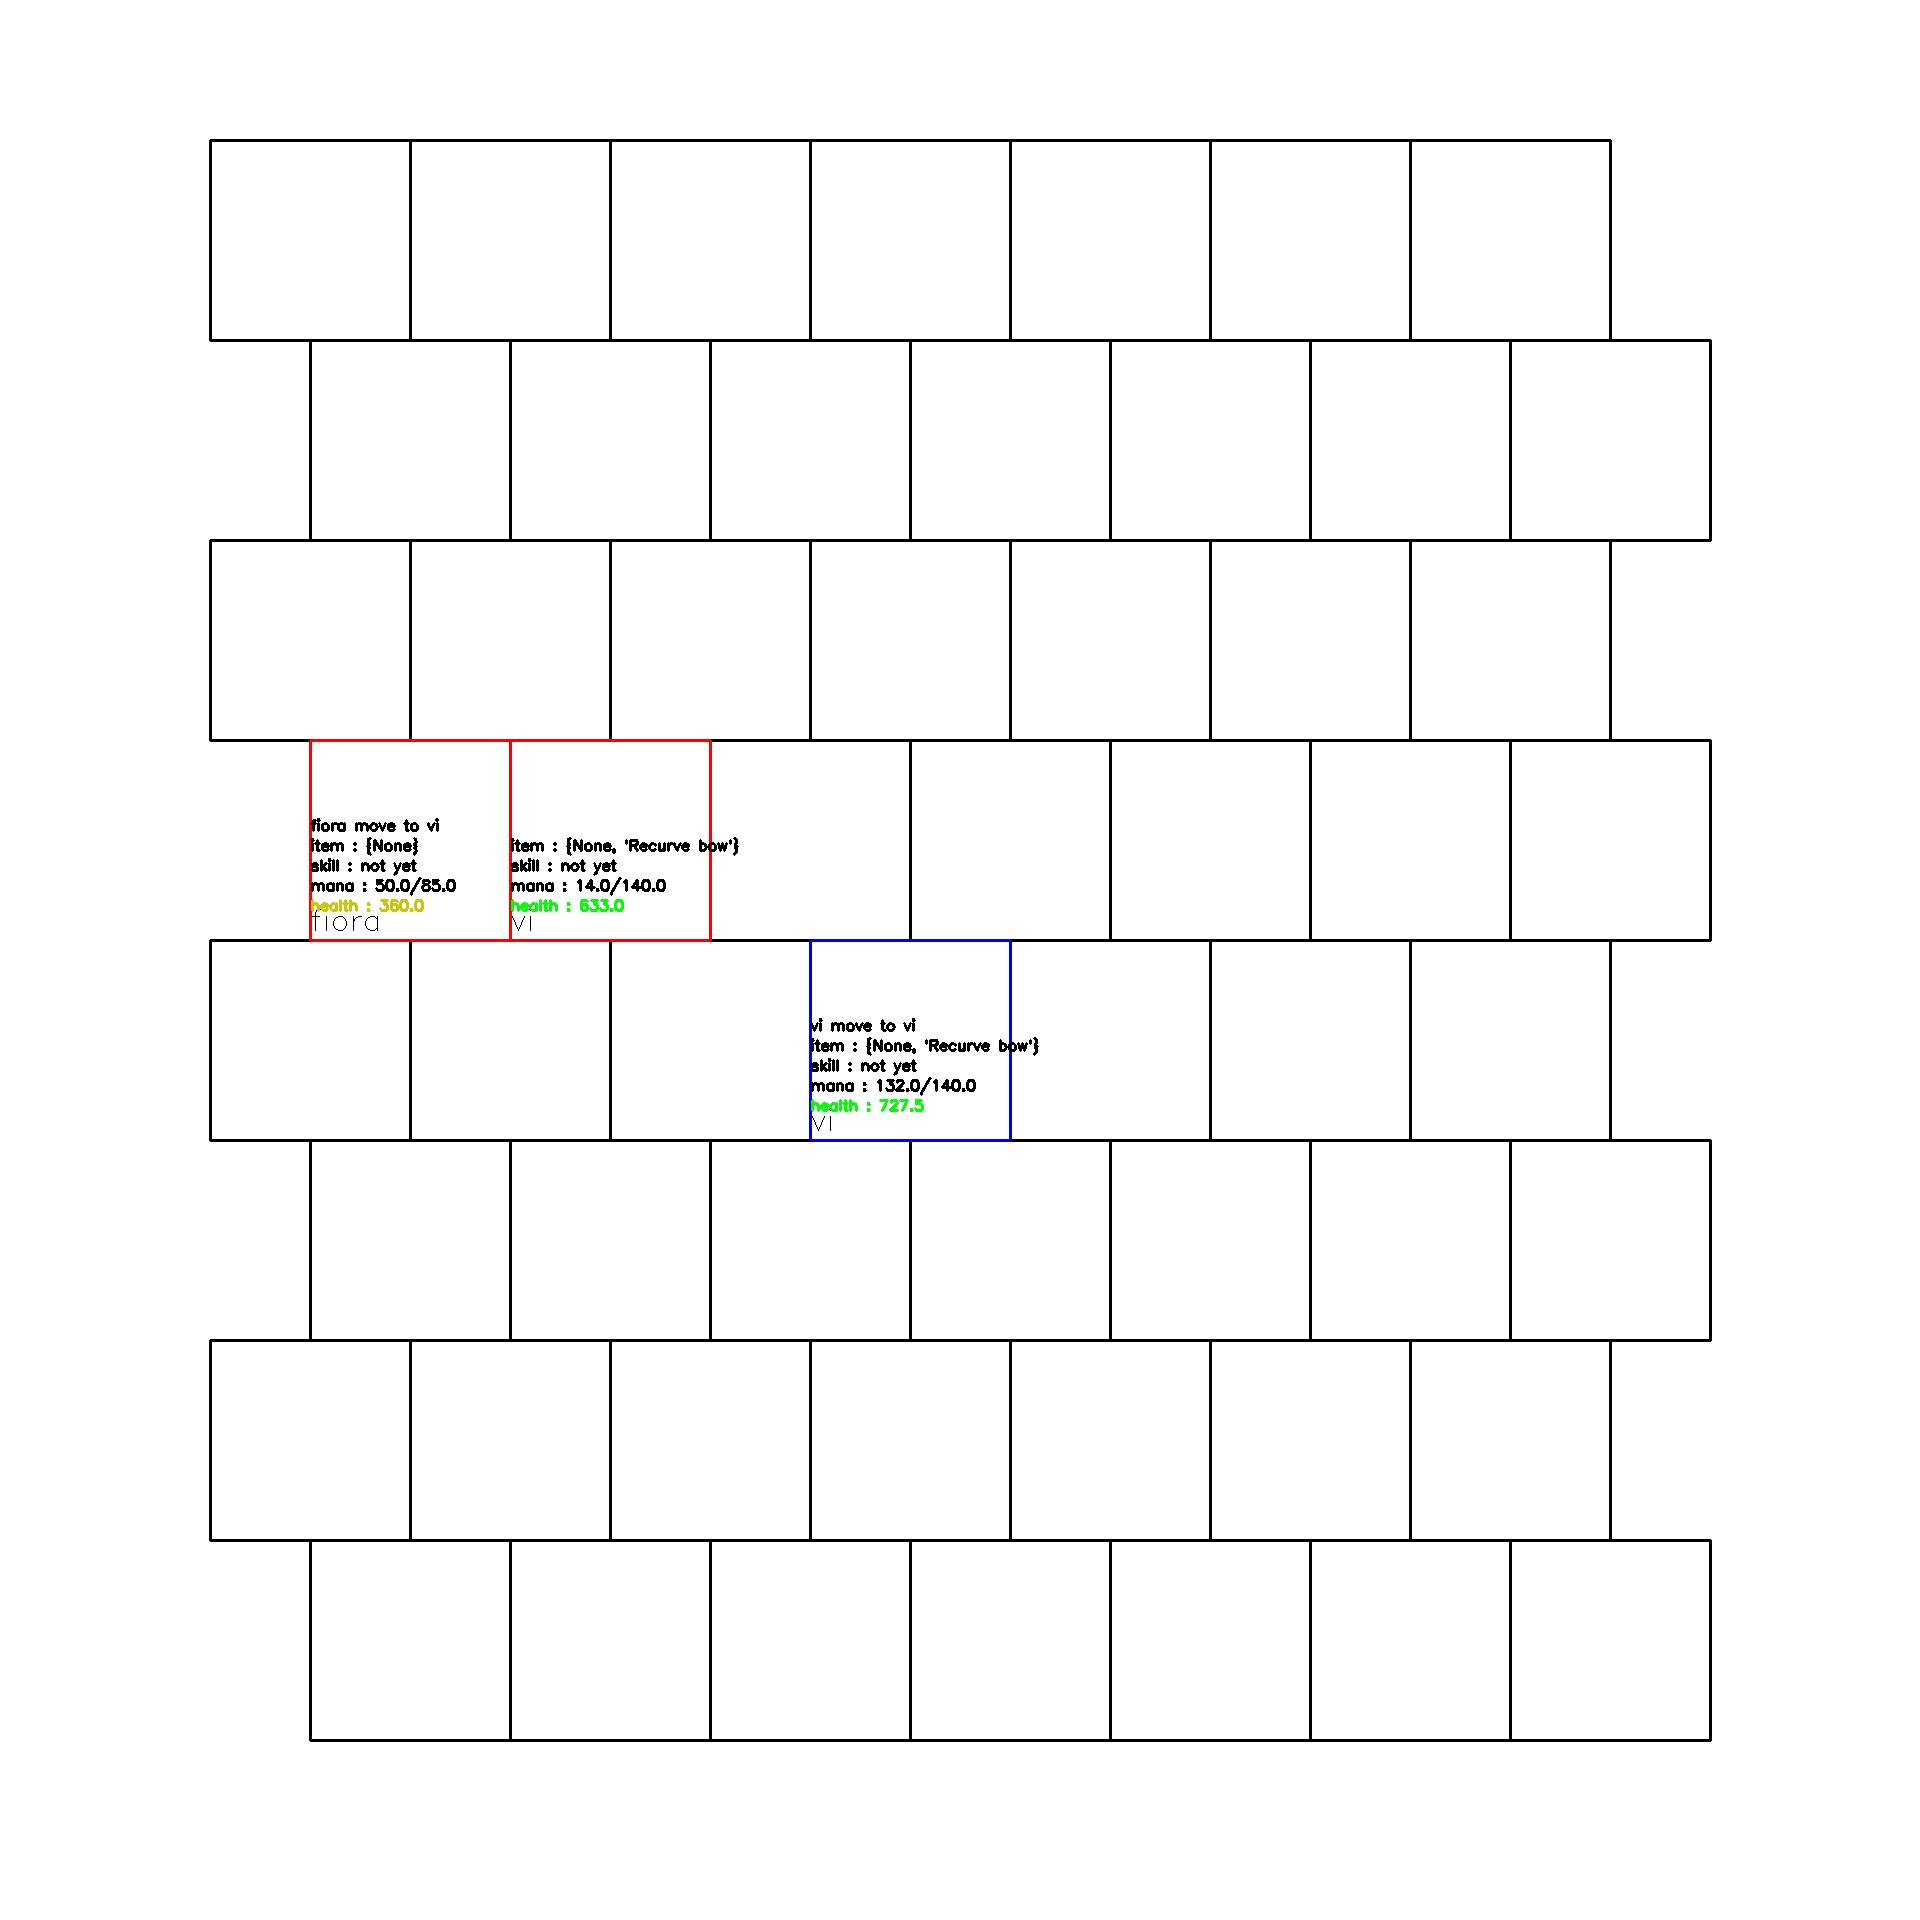 fiora move to vi
item : {None}
skill : not yet
mana : 50.0/85.0
health : 360.0
fiora
item : {None, 'Recurve bow'}
skill : not yet
mana : 14.0/140.0
health : 633.0
vi
vi move to vi
item : {None, 'Recurve bow'}
skill : not yet
mana : 132.0/140.0
health : 727.5
vi